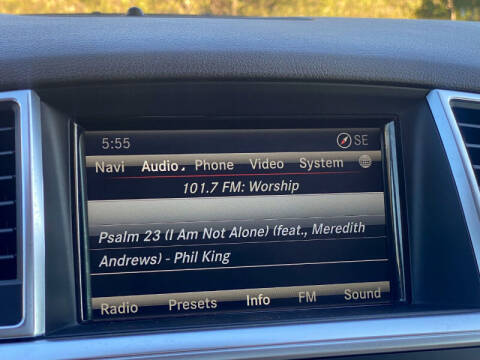 5:55 SE
Navi Audio Phone Video System
101.7 FM: Worship
Psalm 23 (I Am Not Alone) (feat., Meredith
Andrews) - Phil King
Radio Presets Info FM Sound